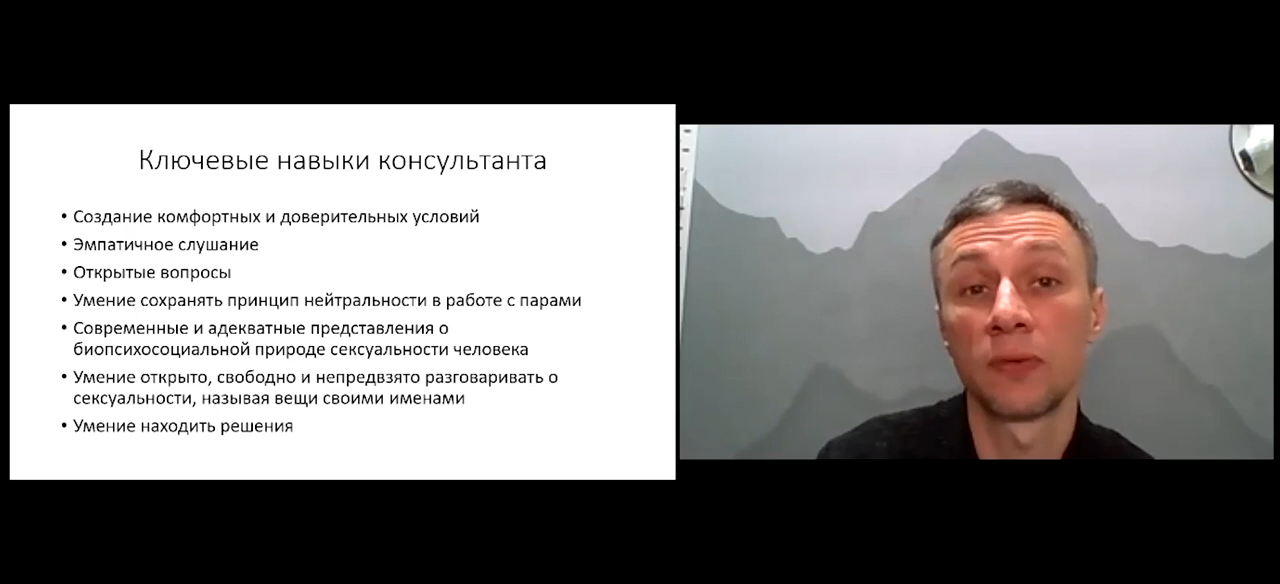 Ключевые навыки консультанта
• Создание комфортных и доверительных условий
• Эмпатичное слушание
• Открытые вопросы
• Умение сохранять принцип нейтральности в работе с парами
• Современные и адекватные представления о
биопсихосоциальной природе сексуальности человека
• Умение открыто, свободно и непредвзято разговаривать о
сексуальности, называя вещи своими именами
• Умение находить решения